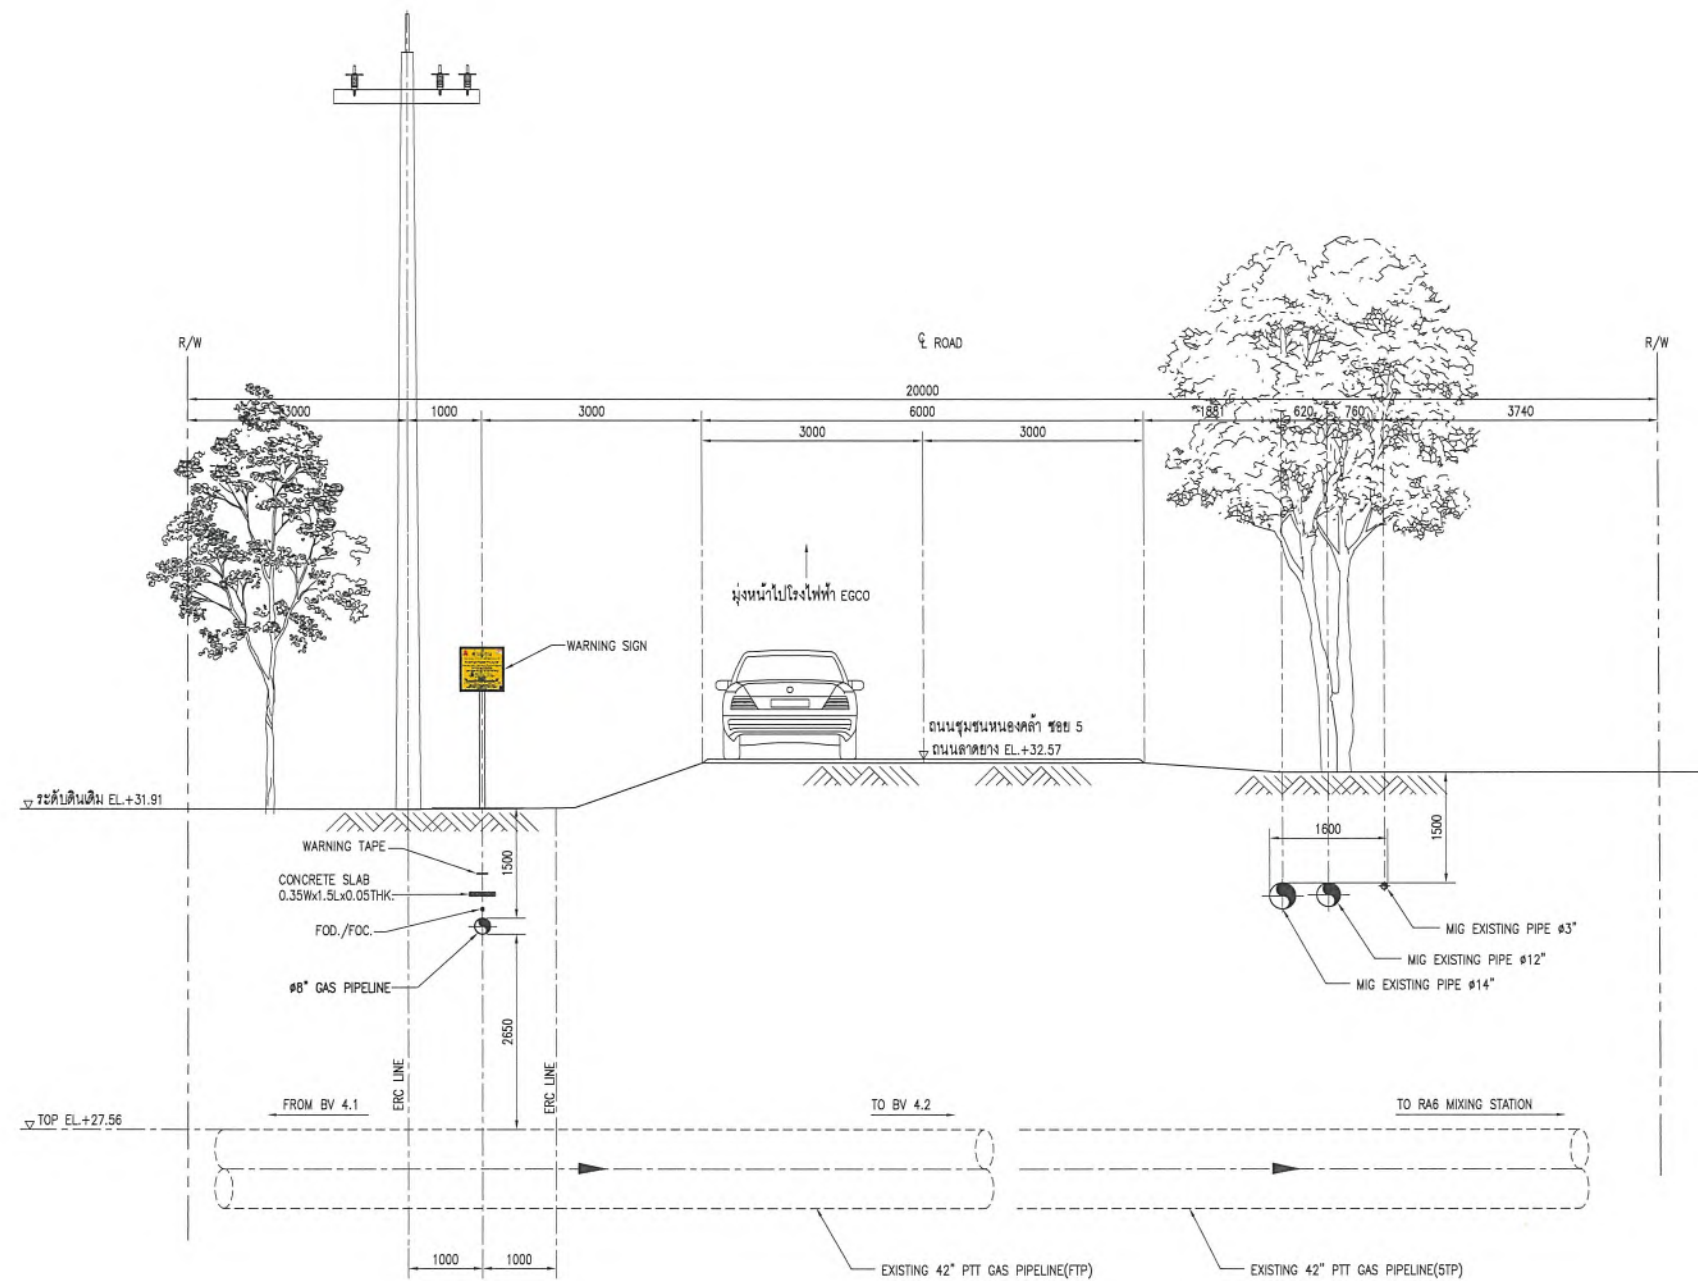 R/W
℄ ROAD
R/W
20000
3000
1000
3000
6000
1881
620
760
3740
3000
3000
มุ่งหน้าไปโรงไฟฟ้า EGCO
WARNING SIGN
ถนนชุมชนหนองคล้า ซอย 5
ถนนลาดยาง EL.+32.57
ระดับดินเดิม EL.+31.91
WARNING TAPE
1500
CONCRETE SLAB
0.35Wx1.5Lx0.05THK.
FOD./FOC.
ø8" GAS PIPELINE
2650
1600
1500
MIG EXISTING PIPE ø3"
MIG EXISTING PIPE ø12"
MIG EXISTING PIPE ø14"
ERC LINE
ERC LINE
FROM BV 4.1
TO BV 4.2
TO RA6 MIXING STATION
TOP EL.+27.56
1000
1000
EXISTING 42" PTT GAS PIPELINE(FTP)
EXISTING 42" PTT GAS PIPELINE(5TP)